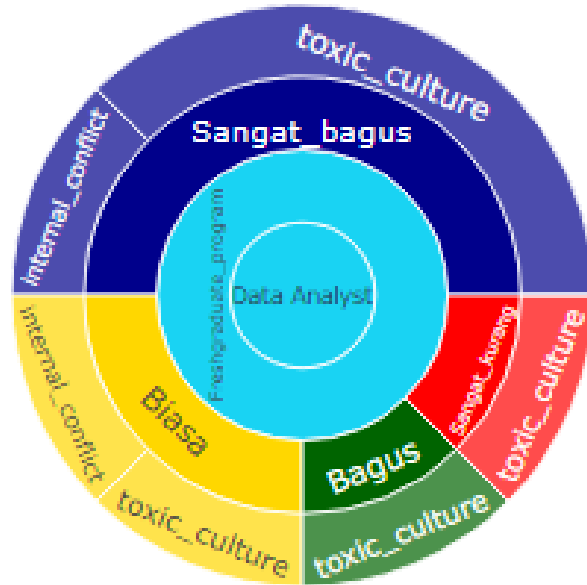 toxic_culture
internal_conflict
Sangat_bagus
Freshgraduate_program
Data Analyst
internal_conflict
Biasa
toxic_culture
Bagus
toxic_culture
Sangat_kurang
toxic_culture